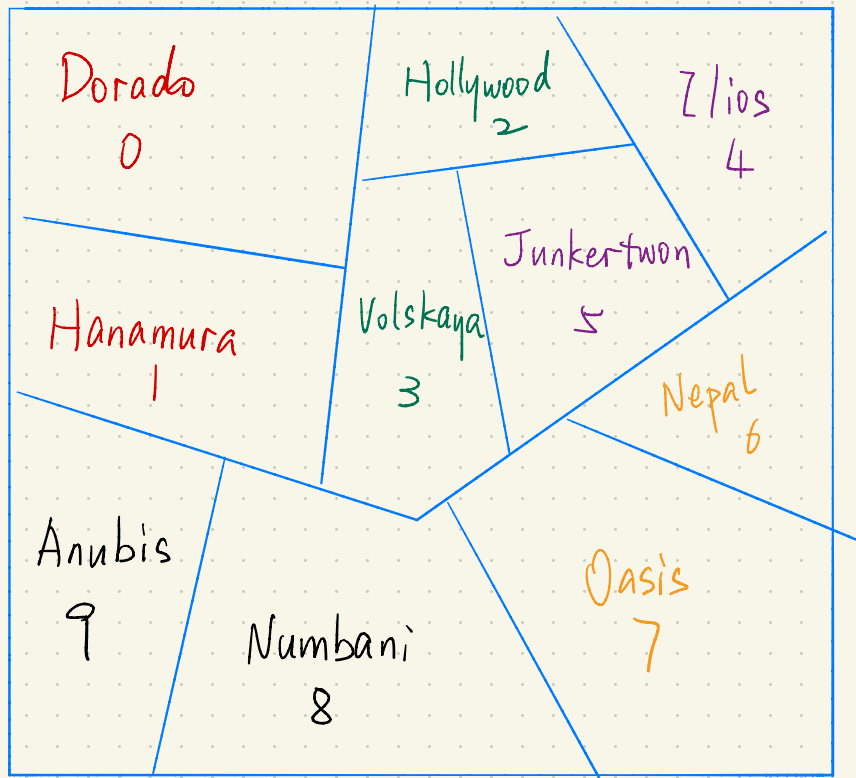 Dorado
0
Hollywood
2
Ilios
4
Hanamura
1
Volskaya
3
Junkertwon
5
Nepal
6
Anubis
9
Numbani
8
Oasis
7